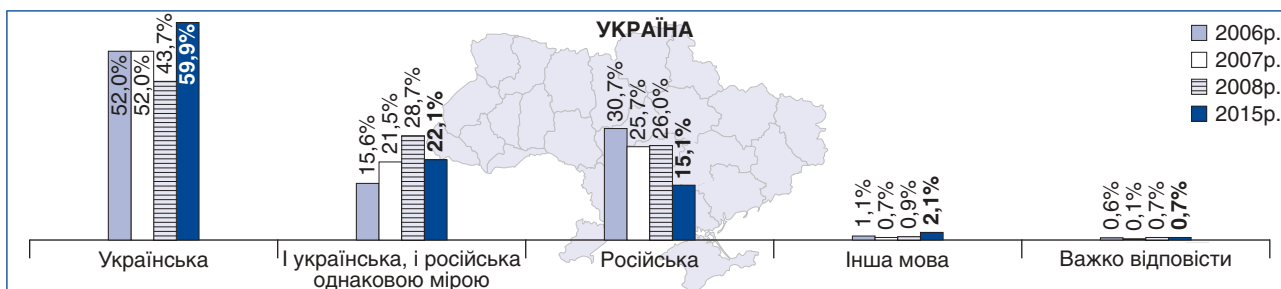 УКРАЇНА
2006р.
2007р.
2008р.
2015р.
52,0%
52,0%
43,7%
59,9%
15,6%
21,5%
28,7%
22,1%
30,7%
25,7%
26,0%
15,1%
1,1%
0,7%
0,9%
2,1%
0,6%
0,1%
0,7%
0,7%
Українська
І українська, і російська
однаковою мірою
Російська
Інша мова
Важко відповісти